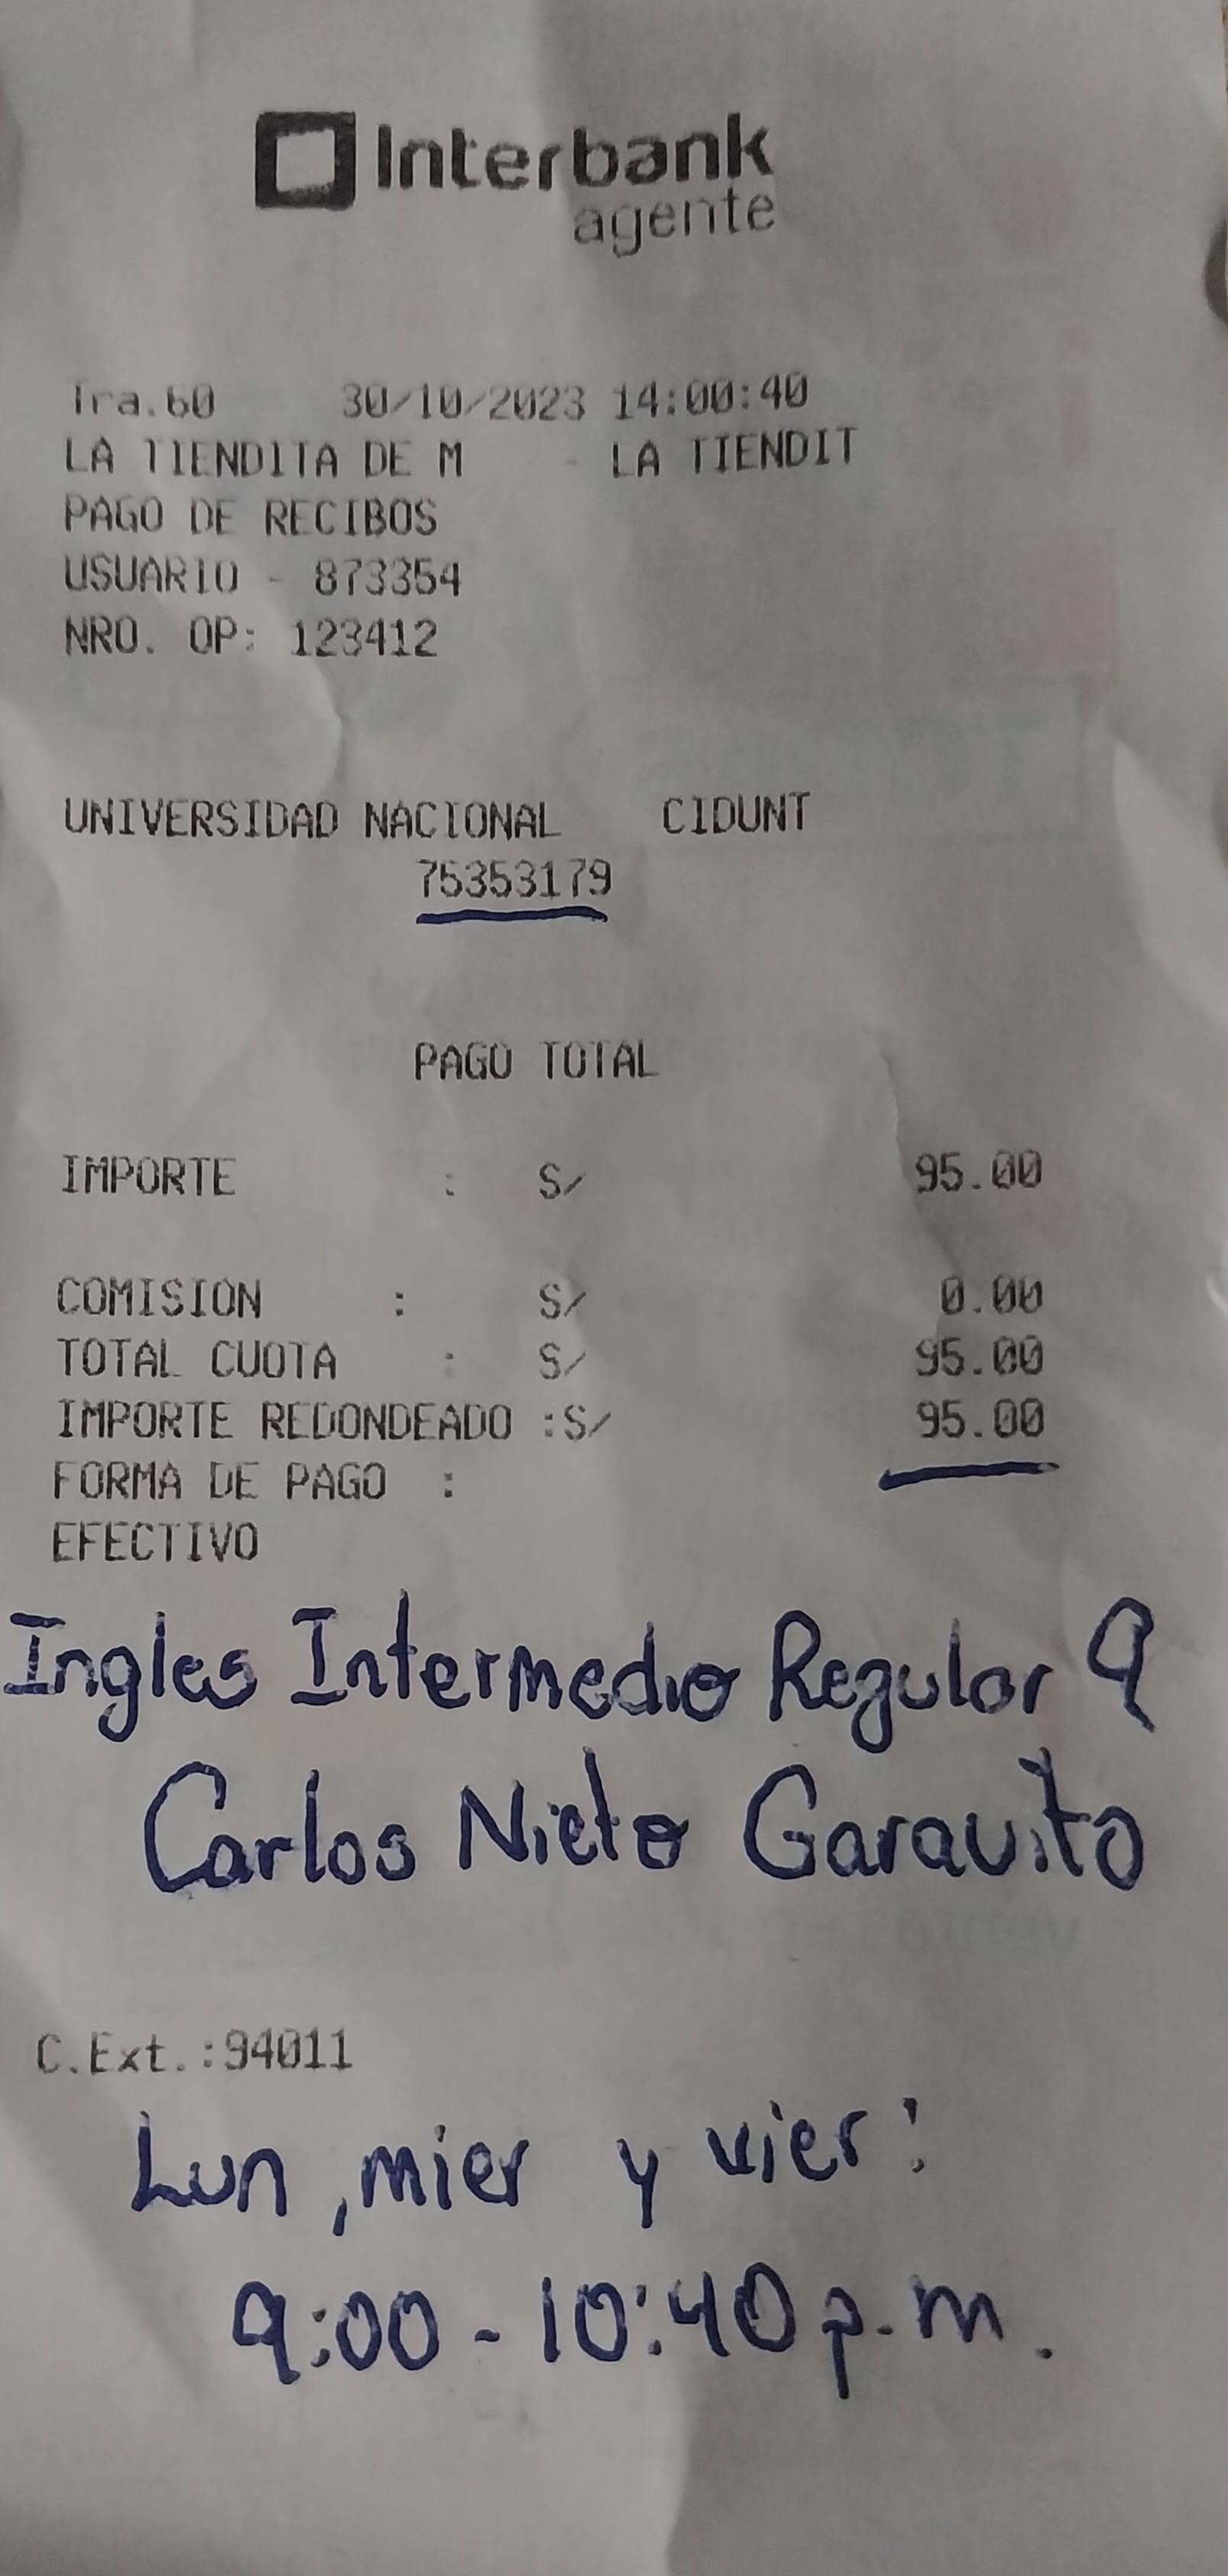 Interbank
agente
Tra.60 30/10/2023 14:00:40
LA TIENDITA DE M - LA TIENDIT
PAGO DE RECIBOS
USUARIO - 873354
NRO. OP: 123412
UNIVERSIDAD NACIONAL CIDUNT
75353179
PAGO TOTAL
IMPORTE : S/ 95.00
COMISION : S/ 0.00
TOTAL CUOTA : S/ 95.00
IMPORTE REDONDEADO :S/ 95.00
FORMA DE PAGO :
EFECTIVO
Ingles Intermedio Regular 9
Carlos Nieto Garavito
C.Ext.:94011
Lun, mier y vier:
9:00 - 10:40 p.m.